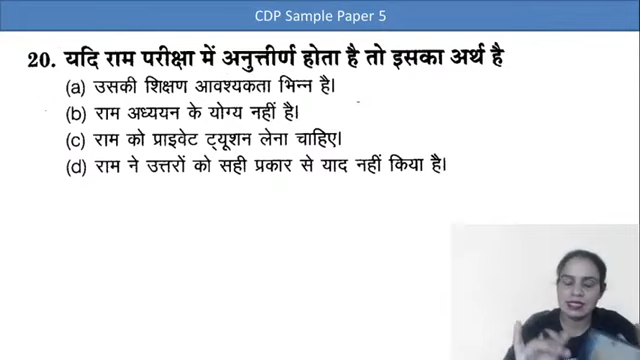 CDP Sample Paper 5
20. यदि राम परीक्षा में अनुत्तीर्ण होता है तो इसका अर्थ है
(a) उसकी शिक्षण आवश्यकता भिन्न है।
(b) राम अध्ययन के योग्य नहीं है।
(c) राम को प्राइवेट ट्यूशन लेना चाहिए।
(d) राम ने उत्तरों को सही प्रकार से याद नहीं किया है।